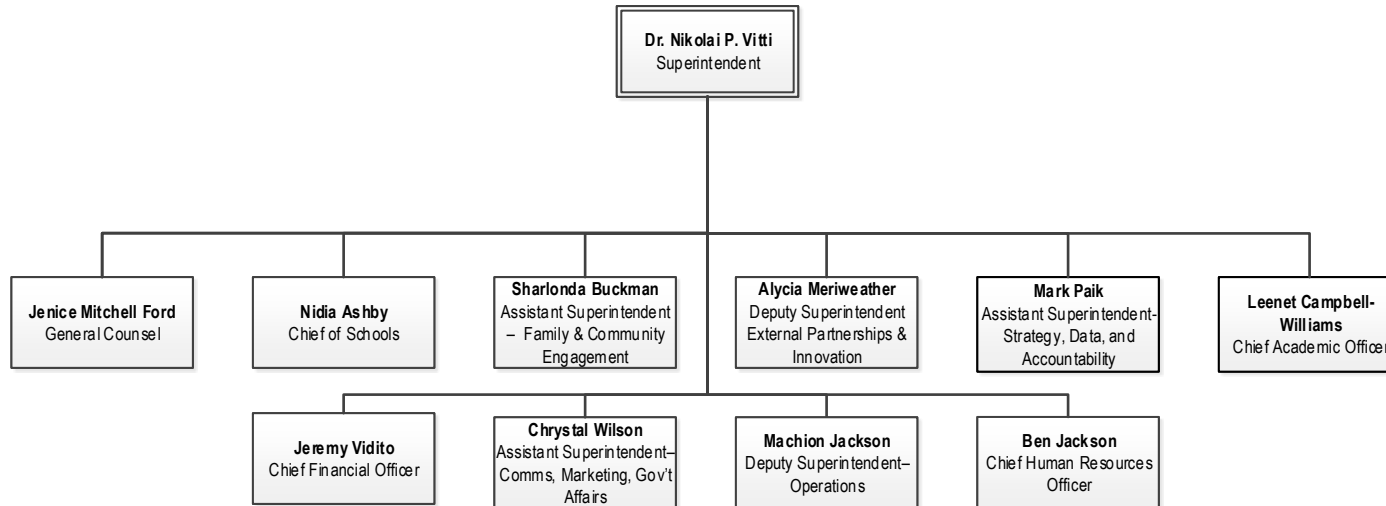 Dr. Nikolai P. Vitti
Superintendent
Jenice Mitchell Ford
General Counsel
Nidia Ashby
Chief of Schools
Sharlonda Buckman
Assistant Superintendent
– Family & Community
Engagement
Alycia Meriweather
Deputy Superintendent
External Partnerships &
Innovation
Mark Paik
Assistant Superintendent-
Strategy, Data, and
Accountability
Leenet Campbell-
Williams
Chief Academic Officer
Jeremy Vidito
Chief Financial Officer
Chrystal Wilson
Assistant Superintendent–
Comms, Marketing, Gov't
Affairs
Machion Jackson
Deputy Superintendent–
Operations
Ben Jackson
Chief Human Resources
Officer